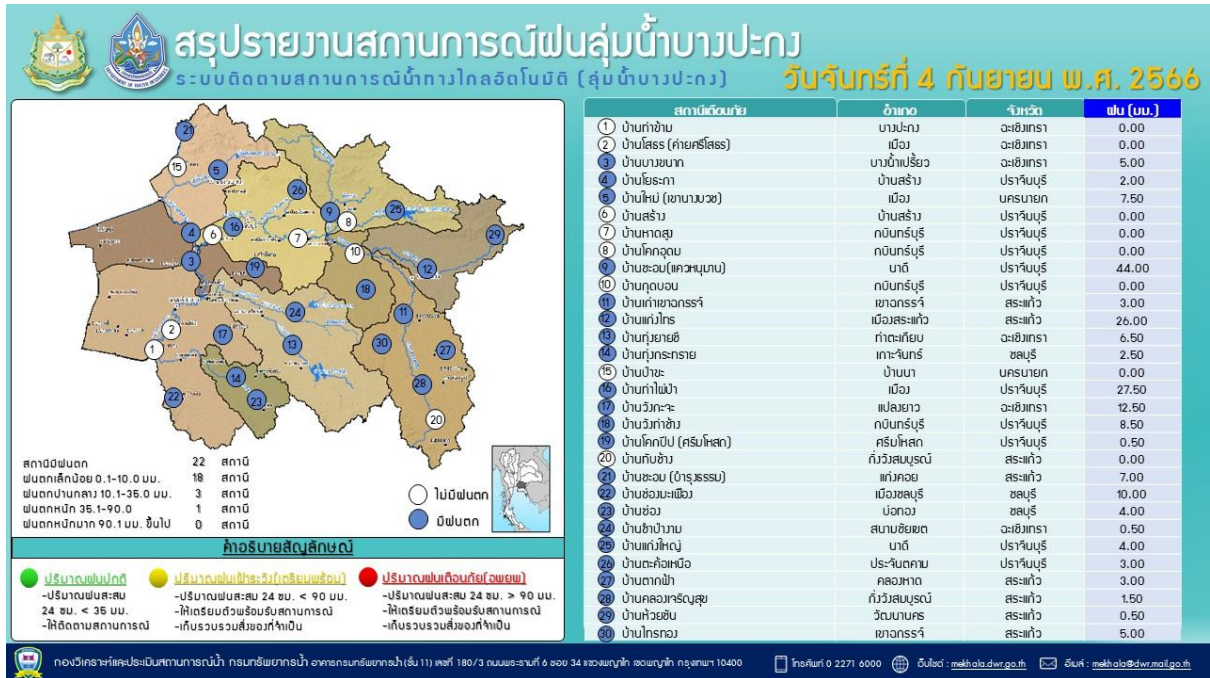 สรุปรายงานสถานการณ์ฝนลุ่มน้ำบางปะกง
ระบบติดตามสถานการณ์น้ำทางไกลอัตโนมัติ (ลุ่มน้ำบางปะกง)
วันจันทร์ที่ 4 กันยายน พ.ศ. 2566
สถานีเตือนภัย อำเภอ จังหวัด ฝน (มม.)
1 บ้านท่าข้าม บางปะกง ฉะเชิงเทรา 0.00
2 บ้านโสธร (ค่ายศรีโสธร) เมือง ฉะเชิงเทรา 0.00
3 บ้านบางขนาก บางน้ำเปรี้ยว ฉะเชิงเทรา 5.00
4 บ้านโยธะกา บ้านสร้าง ปราจีนบุรี 2.00
5 บ้านใหม่ (เขานางบวช) เมือง นครนายก 7.50
6 บ้านสร้าง บ้านสร้าง ปราจีนบุรี 0.00
7 บ้านหาดสูง กบินทร์บุรี ปราจีนบุรี 0.00
8 บ้านโคกอุดม กบินทร์บุรี ปราจีนบุรี 0.00
9 บ้านซะอม(แควหนุมาน) นาดี ปราจีนบุรี 44.00
10 บ้านกุดบอน กบินทร์บุรี ปราจีนบุรี 0.00
11 บ้านเก่าเขาฉกรรจ์ เขาฉกรรจ์ สระแก้ว 3.00
12 บ้านแก่งไทร เมืองสระแก้ว สระแก้ว 26.00
13 บ้านทุ่งยายชี ท่าตะเกียบ ฉะเชิงเทรา 6.50
14 บ้านทุ่งกระทราย เกาะจันทร์ ชลบุรี 2.50
15 บ้านป่าขะ บ้านนา นครนายก 0.00
16 บ้านท่าไผ่ป่า เมือง ปราจีนบุรี 27.50
17 บ้านวังกะจะ แปลงยาว ฉะเชิงเทรา 12.50
18 บ้านวังท่าช้าง กบินทร์บุรี ปราจีนบุรี 8.50
19 บ้านโคกปีป (ศรีมโหสถ) ศรีมโหสถ ปราจีนบุรี 0.50
20 บ้านทับช้าง กิ่งวังสมบูรณ์ สระแก้ว 0.00
21 บ้านซะอม (บำรุงธรรม) แก่งคอย สระแก้ว 7.00
22 บ้านซ่องมะเฟือง เมืองชลบุรี ชลบุรี 10.00
23 บ้านช่อง บ่อทอง ชลบุรี 4.00
24 บ้านชำป่างาม สนามชัยเขต ฉะเชิงเทรา 0.50
25 บ้านแก่งใหญ่ นาดี ปราจีนบุรี 4.00
26 บ้านตะค้อเหนือ ประจันตคาม ปราจีนบุรี 3.00
27 บ้านตากฟ้า คลองหาด สระแก้ว 3.00
28 บ้านคลองเจริญสุข กิ่งวังสมบูรณ์ สระแก้ว 1.50
29 บ้านห้วยชัน วัฒนานคร สระแก้ว 0.50
30 บ้านไทรทอง เขาฉกรรจ์ สระแก้ว 5.00
สถานีมีฝนตก 22 สถานี
ฝนตกเล็กน้อย 0.1-10.0 มม. 18 สถานี
ฝนตกปานกลาง 10.1-35.0 มม. 3 สถานี
ฝนตกหนัก 35.1-90.0 1 สถานี
ฝนตกหนักมาก 90.1 มม. ขึ้นไป 0 สถานี
ไม่มีฝนตก
มีฝนตก
คำอธิบายสัญลักษณ์
ปริมาณฝนปกติ
-ปริมาณฝนสะสม
24 ชม. < 35 มม.
-ให้ติดตามสถานการณ์
ปริมาณฝนเฝ้าระวัง(เตรียมพร้อม)
-ปริมาณฝนสะสม 24 ชม. < 90 มม.
-ให้เตรียมตัวพร้อมรับสถานการณ์
-เก็บรวบรวมสิ่งของที่จำเป็น
ปริมาณฝนเตือนภัย(อพยพ)
-ปริมาณฝนสะสม 24 ชม. > 90 มม.
-ให้เตรียมตัวพร้อมรับสถานการณ์
-เก็บรวบรวมสิ่งของที่จำเป็น
กองวิเคราะห์และประเมินสถานการณ์น้ำ กรมทรัพยากรน้ำ อาคารกรมทรัพยากรน้ำ (ชั้น 11) เลขที่ 180/3 ถนนพระรามที่ 6 ซอย 34 แขวงพญาไท เขตพญาไท กรุงเทพฯ 10400
โทรศัพท์ 0 2271 6000 เว็บไซต์ : mekhala.dwr.go.th อีเมล์ : mekhala@dwr.mail.go.th